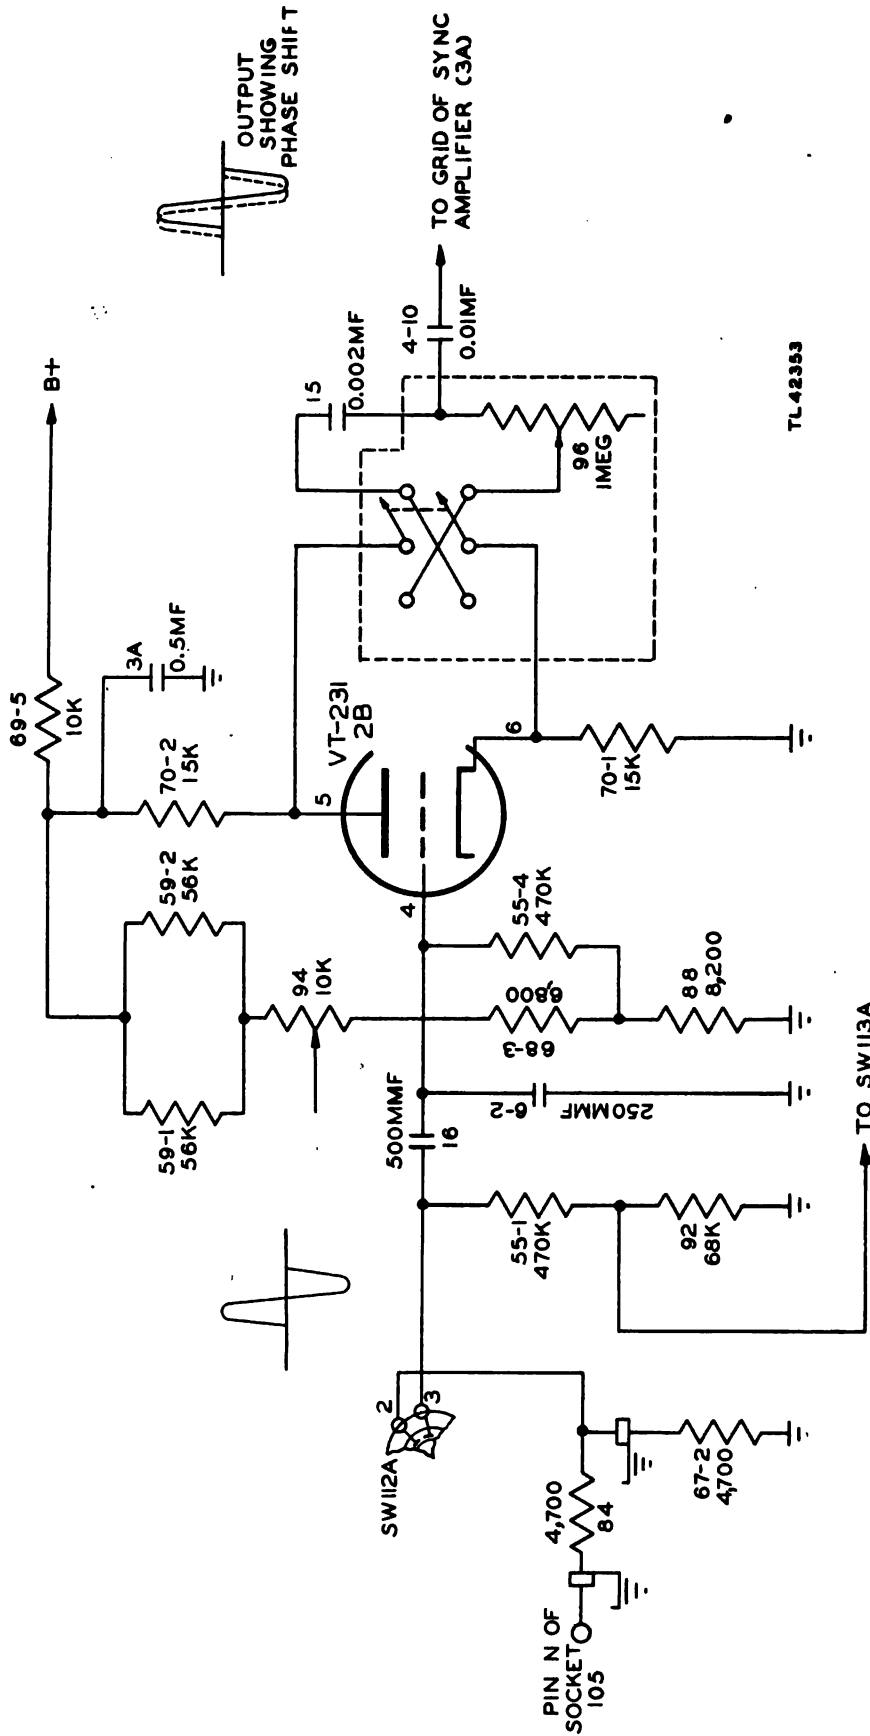 OUTPUT
SHOWING
PHASE SHIFT
B+
69-5
10K
3A
0.5MF
70-2
15K
59-2
56K
59-1
56K
94
10K
VT-231
2B
5
4
6
15
0.002MF
4-10
0.01MF
TO GRID OF SYNC
AMPLIFIER (3A)
96
1MEG
70-1
15K
55-4
470K
68-3
6,800
88
8,200
500MMF
16
6-2
250MMF
55-1
470K
92
68K
TO SW113A
SW112A
2
3
4,700
84
67-2
4,700
PIN N OF
SOCKET
105
TL42353